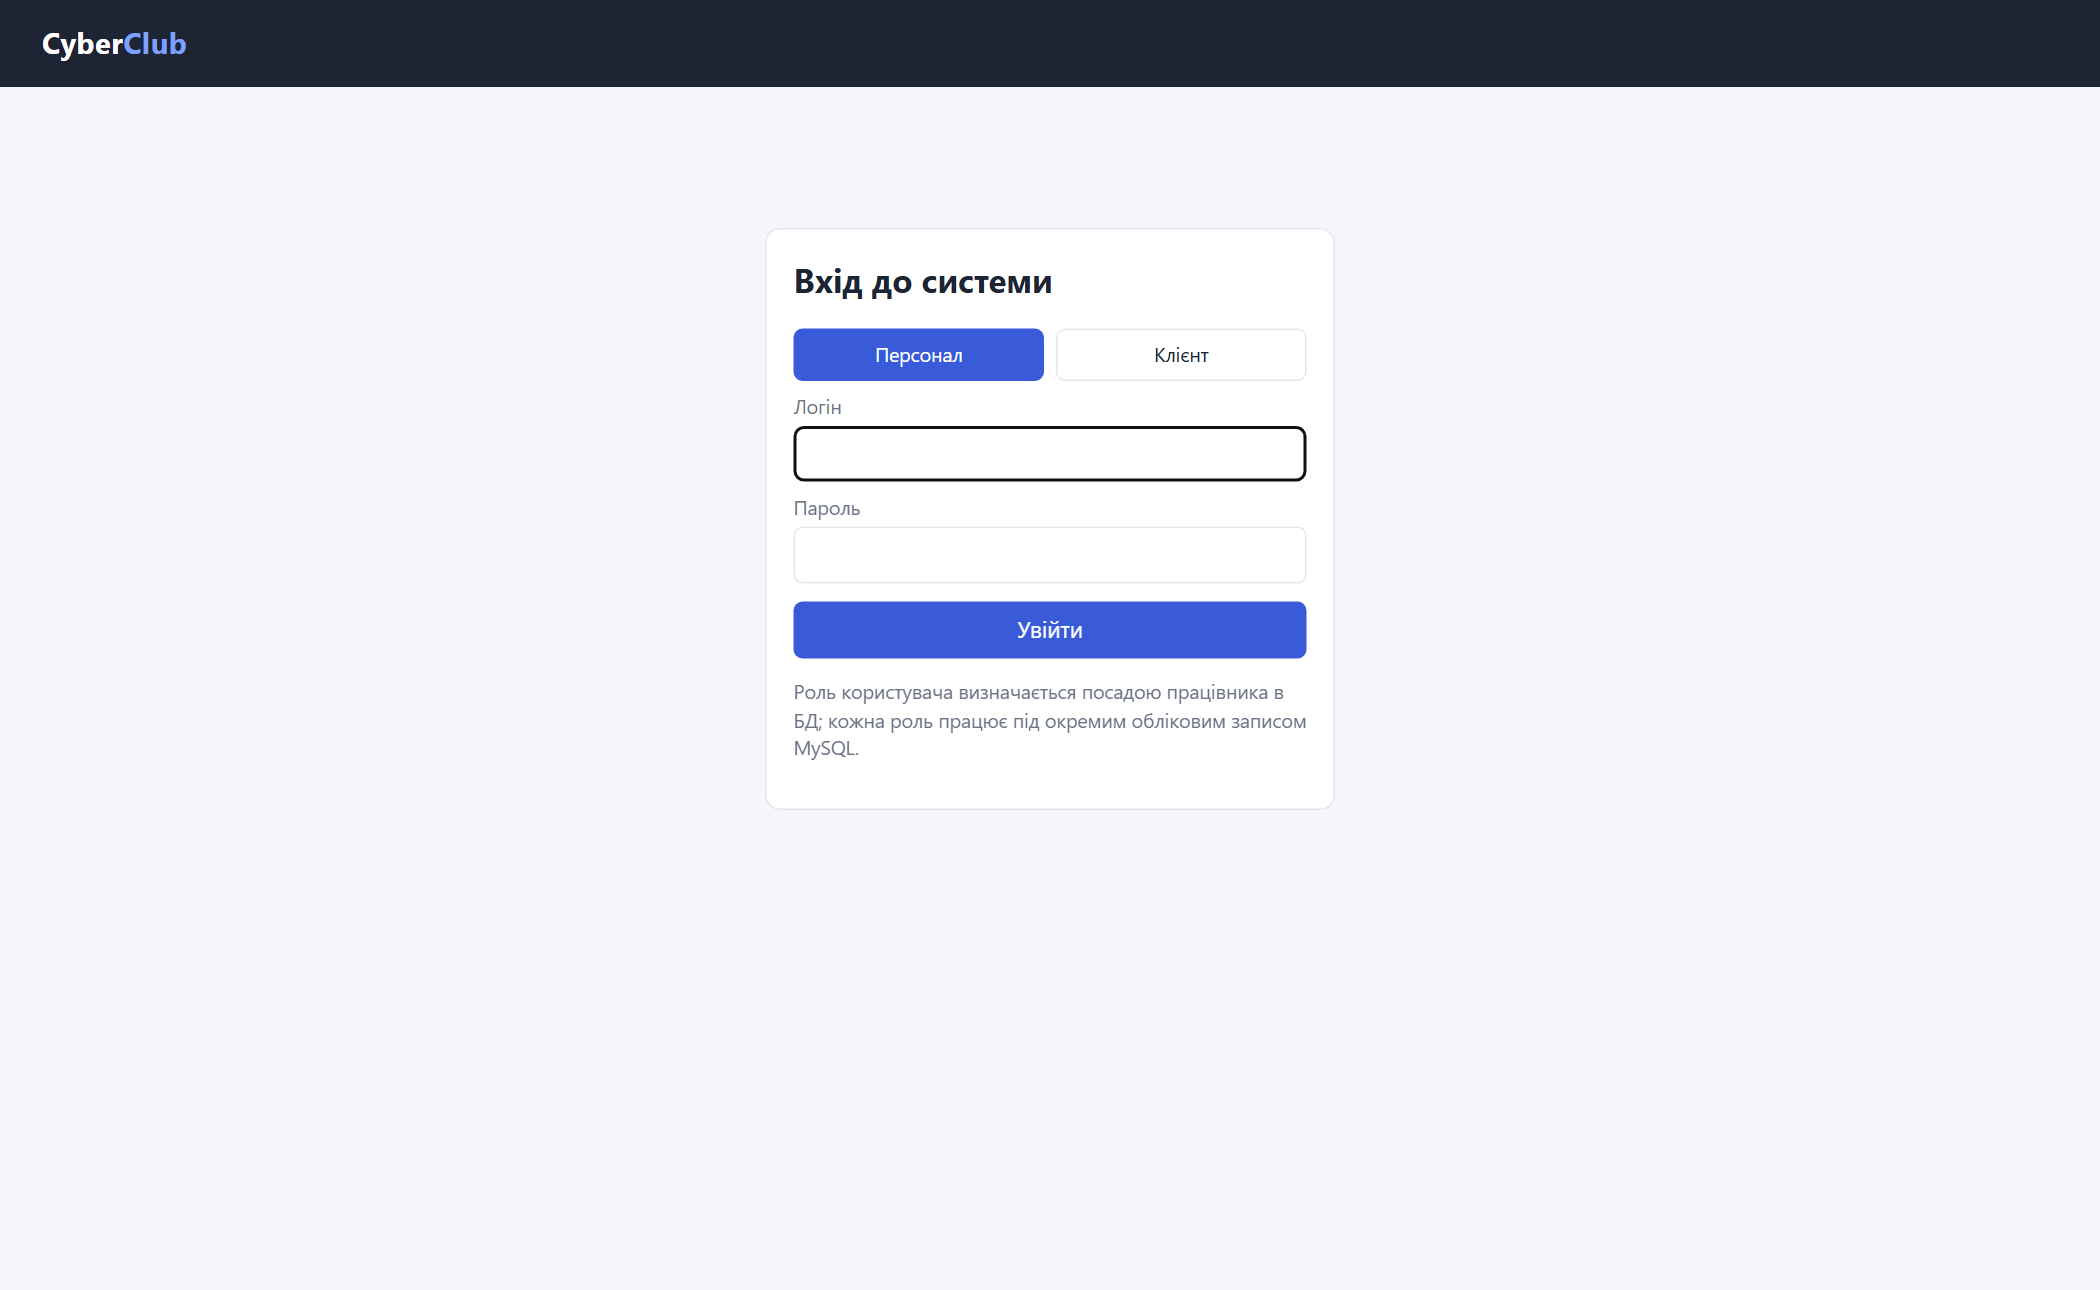 CyberClub
Вхід до системи
Персонал
Клієнт
Логін
Пароль
Увійти
Роль користувача визначається посадою працівника в
БД; кожна роль працює під окремим обліковим записом
MySQL.